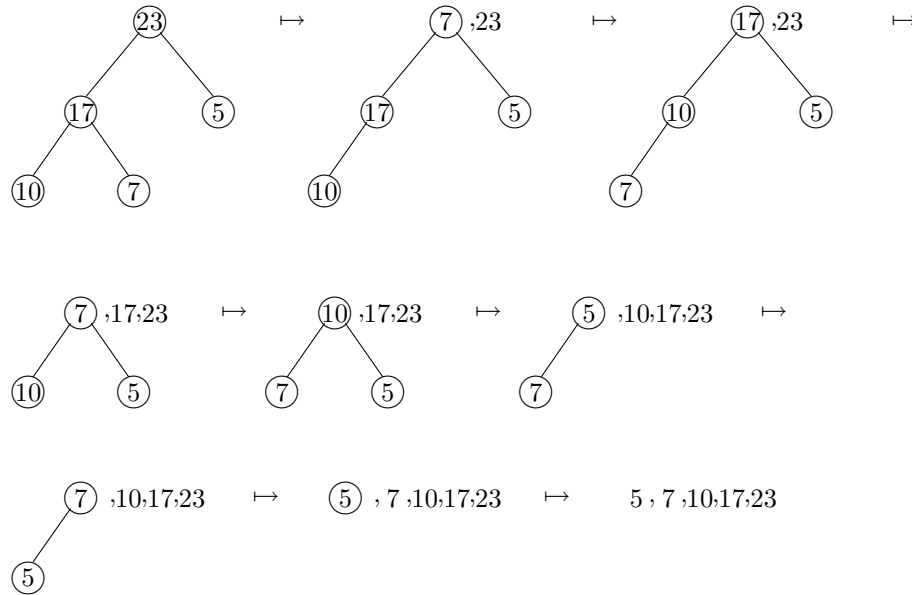 23 ↦ 7 ,23 ↦ 17 ,23 ↦
17 5 17 5 10 5
10 7 10 7
7 ,17,23 ↦ 10 ,17,23 ↦ 5 ,10,17,23 ↦
10 5 7 5 7
7 ,10,17,23 ↦ 5 , 7 ,10,17,23 ↦ 5 , 7 ,10,17,23
5